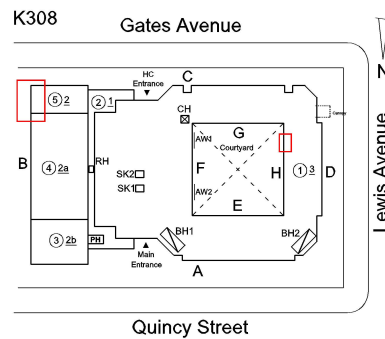 K308
Gates Avenue
HC
Entrance
C
N
5 2
2 1
CH
Canopy
AW1
G
Courtyard
B
4 2a
RH
SK2
SK1
F
H
1 3
D
Lewis Avenue
AW2
E
3 2b
PH
BH1
BH2
Main
Entrance
A
Quincy Street